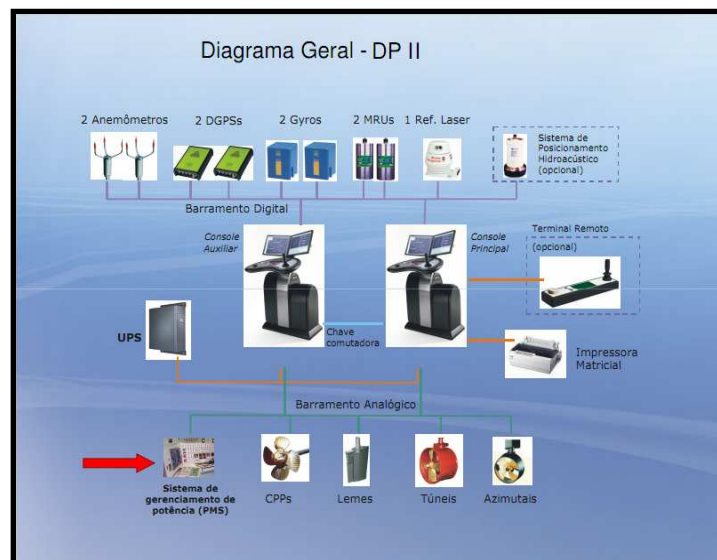 Diagrama Geral - DP II
2 Anemômetros
2 DGPSs
2 Gyros
2 MRUs
1 Ref. Laser
Sistema de
Posicionamento
Hidroacústico
(opcional)
Barramento Digital
Console
Auxiliar
Console
Principal
Terminal Remoto
(opcional)
UPS
Chave
comutadora
Impressora
Matricial
Barramento Analógico
Sistema de
gerenciamento de
potência (PMS)
CPPs
Lemes
Túneis
Azimutais